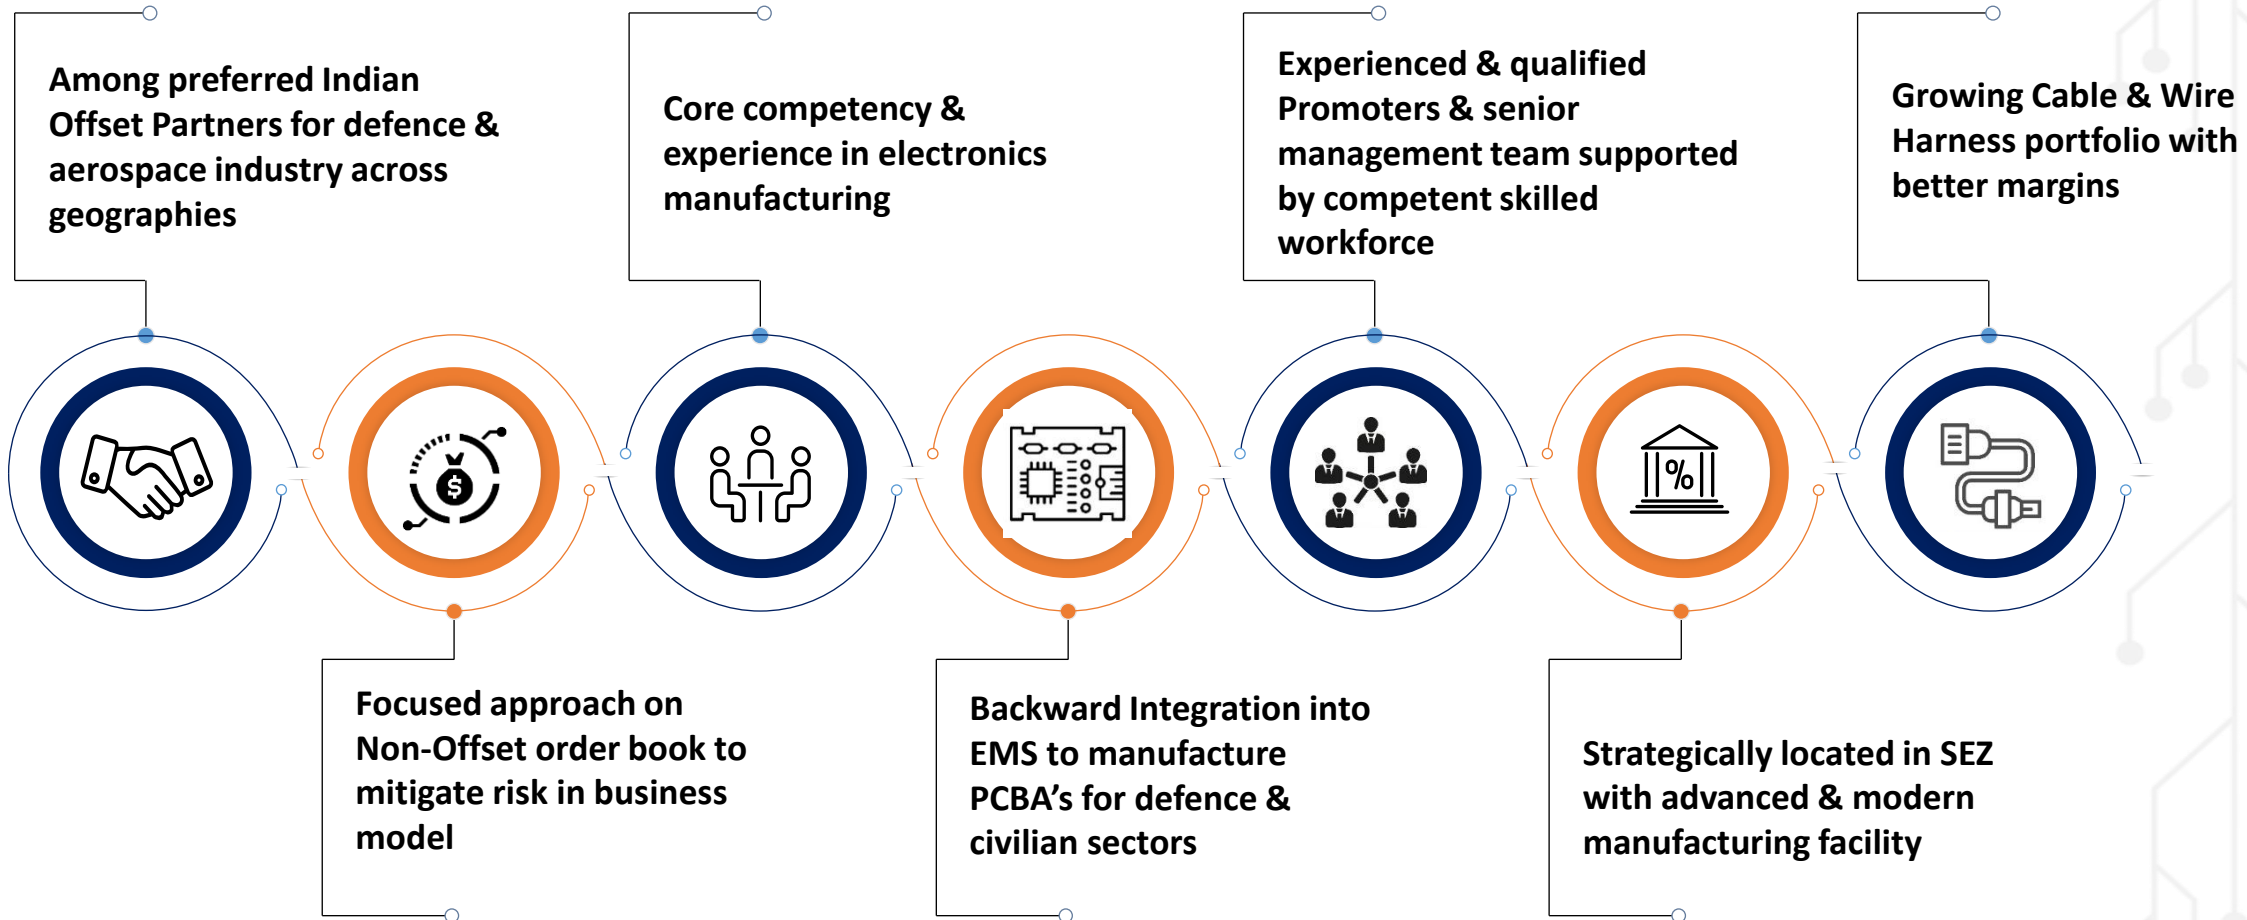 Among preferred Indian
Offset Partners for defence &
aerospace industry across
geographies
Focused approach on
Non-Offset order book to
mitigate risk in business
model
Core competency &
experience in electronics
manufacturing
Backward Integration into
EMS to manufacture
PCBA’s for defence &
civilian sectors
Experienced & qualified
Promoters & senior
management team supported
by competent skilled
workforce
Strategically located in SEZ
with advanced & modern
manufacturing facility
Growing Cable & Wire
Harness portfolio with
better margins
$
%